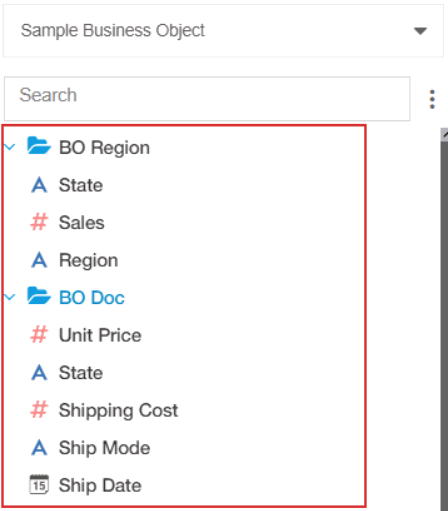 Sample Business Object
Search
BO Region
A State
# Sales
A Region
BO Doc
# Unit Price
A State
# Shipping Cost
A Ship Mode
15 Ship Date